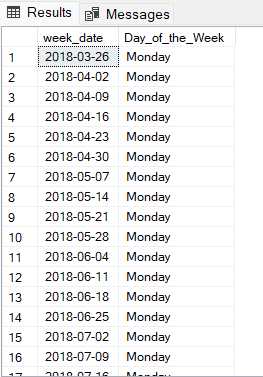 Results Messages
week_date Day_of_the_Week
1 2018-03-26 Monday
2 2018-04-02 Monday
3 2018-04-09 Monday
4 2018-04-16 Monday
5 2018-04-23 Monday
6 2018-04-30 Monday
7 2018-05-07 Monday
8 2018-05-14 Monday
9 2018-05-21 Monday
10 2018-05-28 Monday
11 2018-06-04 Monday
12 2018-06-11 Monday
13 2018-06-18 Monday
14 2018-06-25 Monday
15 2018-07-02 Monday
16 2018-07-09 Monday
17 2018-07-16 Monday